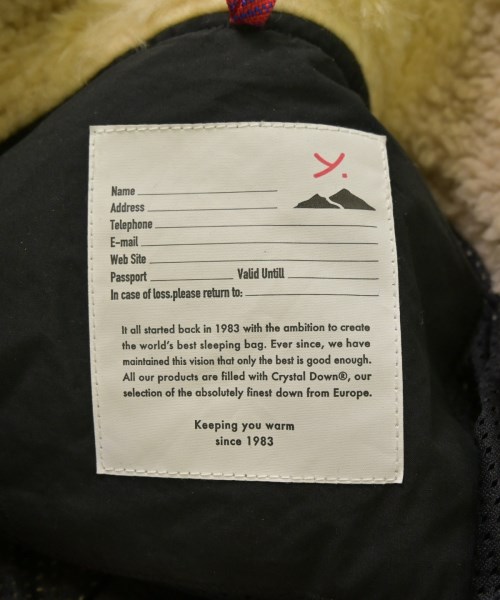 y.
Name
Address
Telephone
E-mail
Web Site
Passport Valid Untill
In case of loss.please return to:
It all started back in 1983 with the ambition to create
the world's best sleeping bag. Ever since, we have
maintained this vision that only the best is good enough.
All our products are filled with Crystal Down®, our
selection of the absolutely finest down from Europe.
Keeping you warm
since 1983